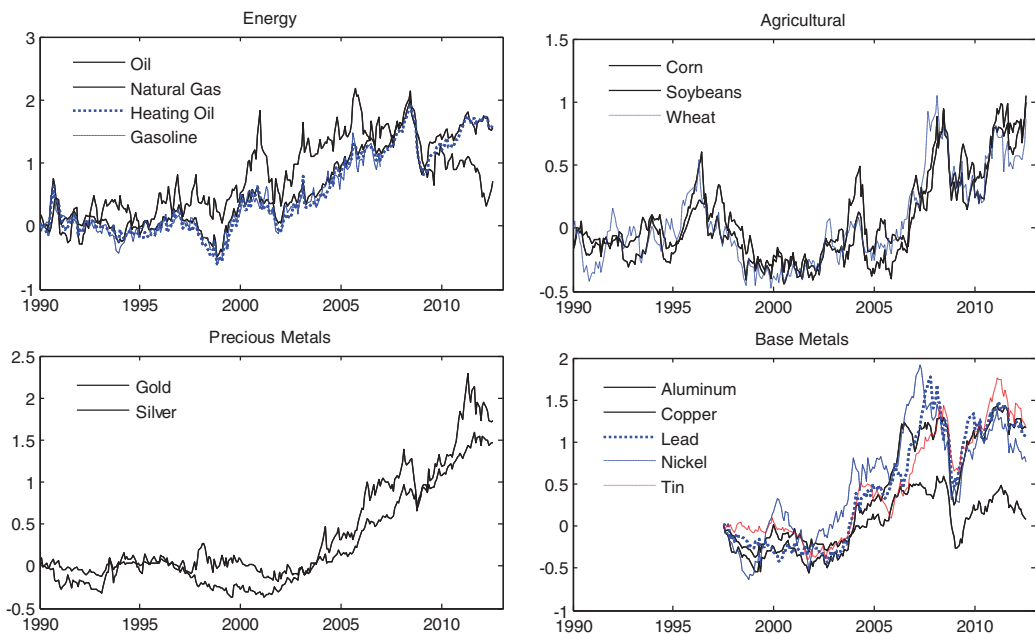 Energy
3
2
1
0
-1
Oil
Natural Gas
Heating Oil
Gasoline
1990 1995 2000 2005 2010
Agricultural
1.5
1
0.5
0
-0.5
Corn
Soybeans
Wheat
1990 1995 2000 2005 2010
Precious Metals
2.5
2
1.5
1
0.5
0
-0.5
Gold
Silver
1990 1995 2000 2005 2010
Base Metals
2
1.5
1
0.5
0
-0.5
-1
Aluminum
Copper
Lead
Nickel
Tin
1990 1995 2000 2005 2010